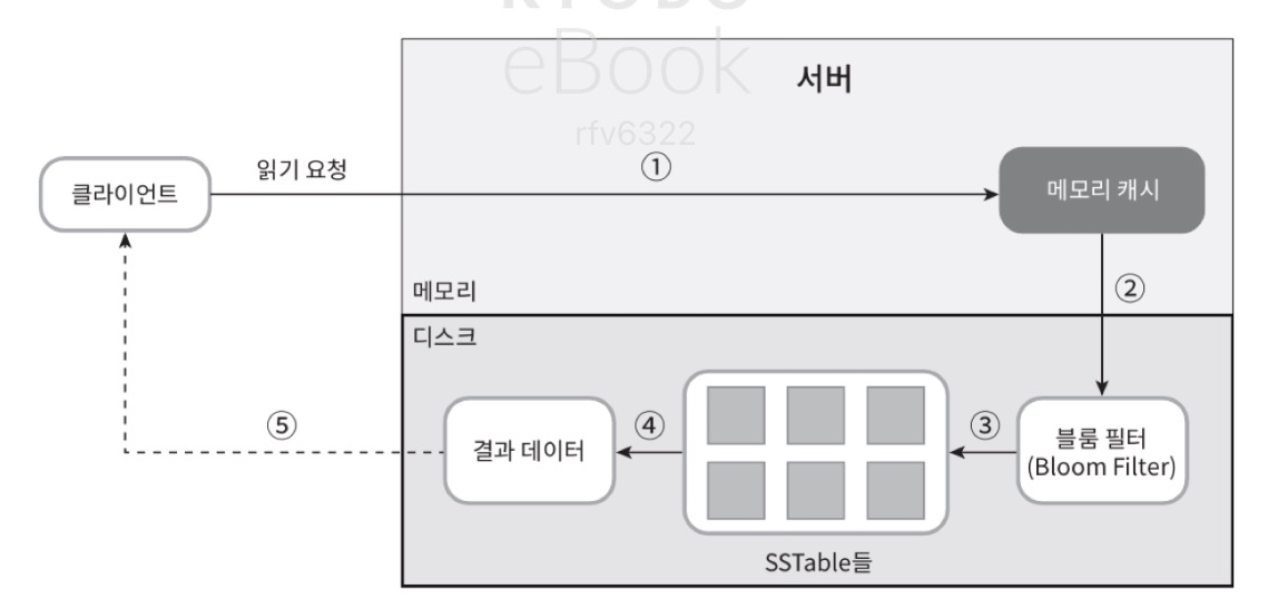 eBook
서버
rfv6322
읽기 요청
①
클라이언트
메모리 캐시
메모리
②
디스크
⑤
결과 데이터
④
③
블룸 필터
(Bloom Filter)
SSTable들